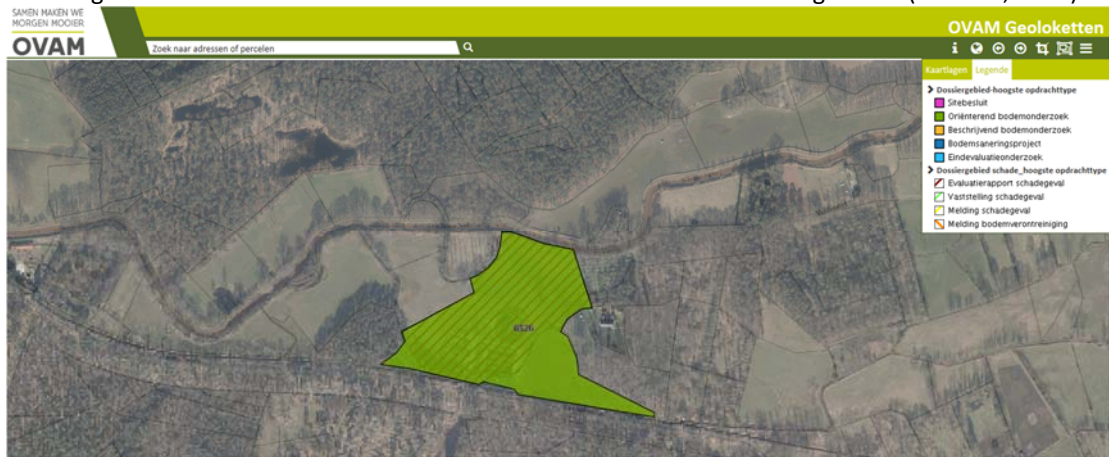 SAMEN MAKEN WE
MORGEN MOOIER
OVAM
OVAM Geoloketten
Zoek naar adressen of percelen
Kaartlagen Legende
Dossiergebied-hoogste opdrachttype
Sitebesluit
Oriënterend bodemonderzoek
Beschrijvend bodemonderzoek
Bodemsaneringsproject
Eindevaluatieonderzoek
Dossiergebied schade_hoogste opdrachttype
Evaluatierapport schadegeval
Vaststelling schadegeval
Melding schadegeval
Melding bodemverontreiniging
6526